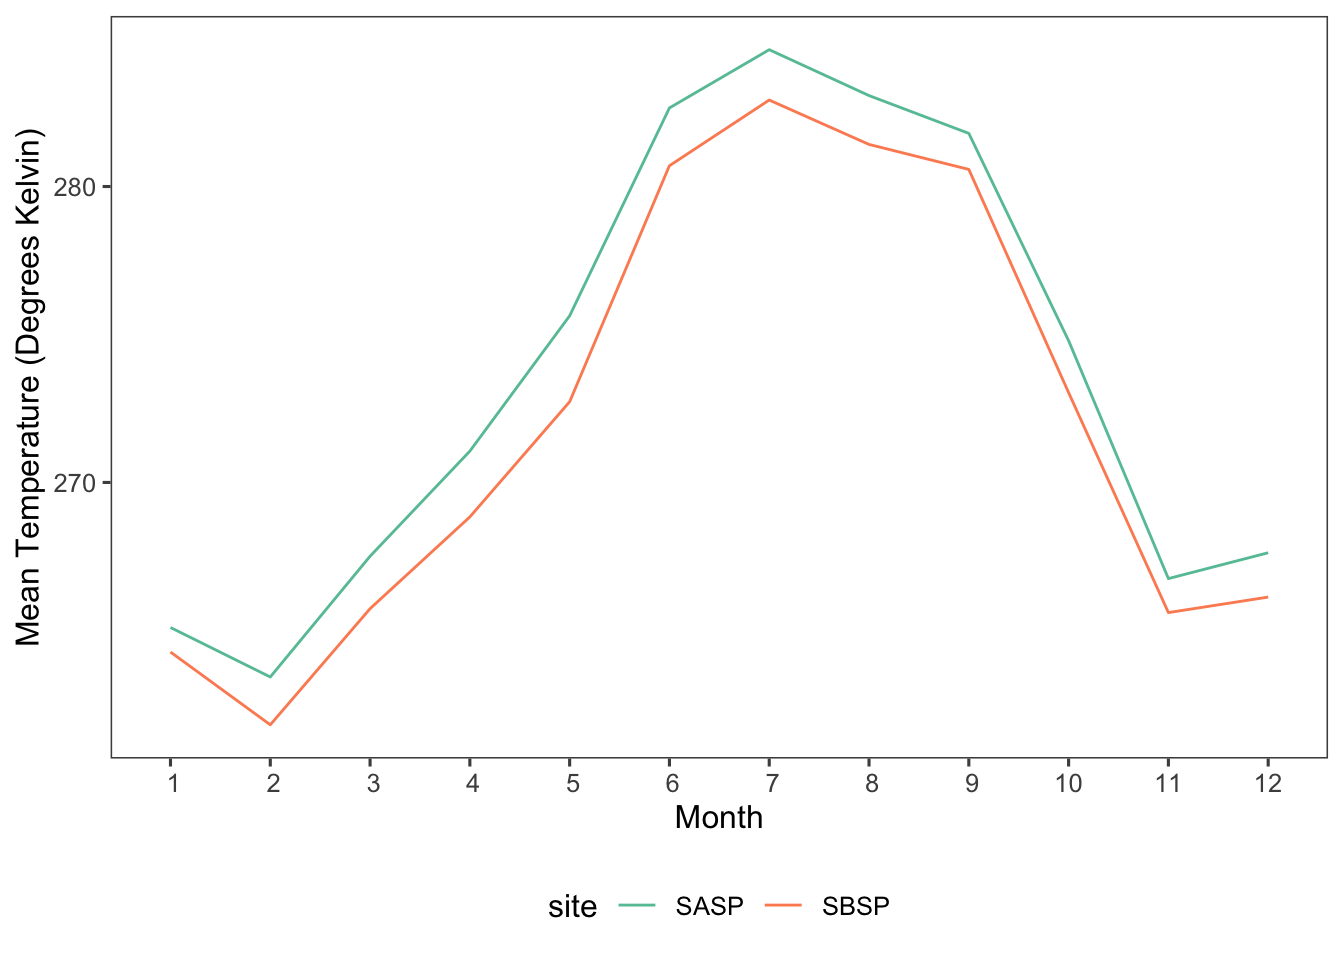 Mean Temperature (Degrees Kelvin)
280
270
1 2 3 4 5 6 7 8 9 10 11 12
Month
site SASP SBSP